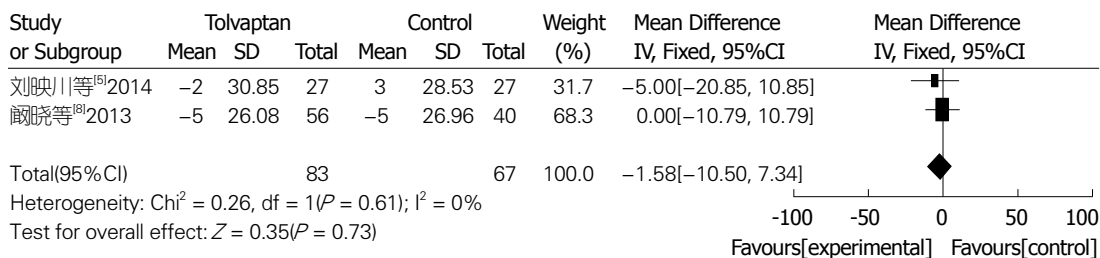 Study Tolvaptan Control Weight Mean Difference Mean Difference
or Subgroup Mean SD Total Mean SD Total (%) IV, Fixed, 95%CI IV, Fixed, 95%CI
刘映川等[5]2014 −2 30.85 27 3 28.53 27 31.7 −5.00[−20.85, 10.85]
阚晓等[8]2013 −5 26.08 56 −5 26.96 40 68.3 0.00[−10.79, 10.79]
Total(95%CI) 83 67 100.0 −1.58[−10.50, 7.34]
Heterogeneity: Chi² = 0.26, df = 1(P = 0.61); I² = 0%
Test for overall effect: Z = 0.35(P = 0.73)
-100 -50 0 50 100
Favours[experimental] Favours[control]